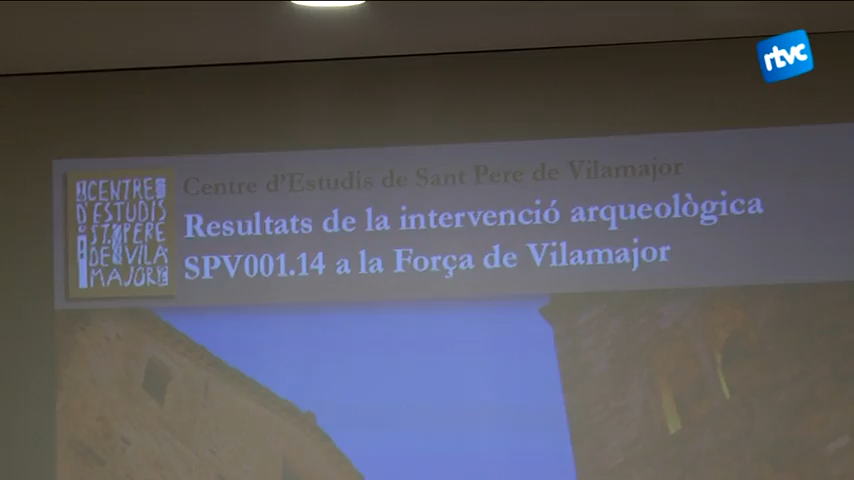 rtvc
Centre d'Estudis de Sant Pere de Vilamajor
Resultats de la intervenció arqueològica
SPV001.14 a la Força de Vilamajor
CENTRE
D'ESTUDIS
ST. PERE
DE VILA
MAJOR